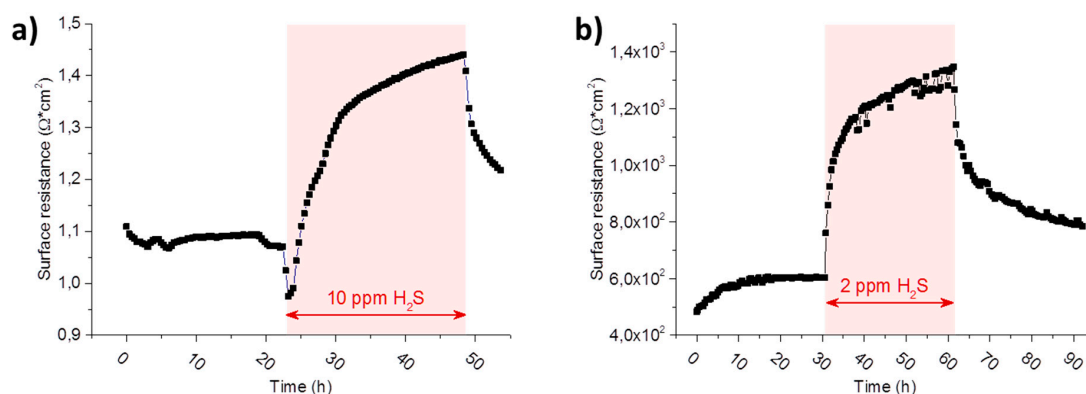 a)
Surface resistance (Ω*cm²)
1,5
1,4
1,3
1,2
1,1
1,0
0,9
10 ppm H₂S
0 10 20 30 40 50
Time (h)
b)
Surface resistance (Ω*cm²)
1,4x10³
1,2x10³
1,0x10³
8,0x10²
6,0x10²
4,0x10²
2 ppm H₂S
0 10 20 30 40 50 60 70 80 90
Time (h)